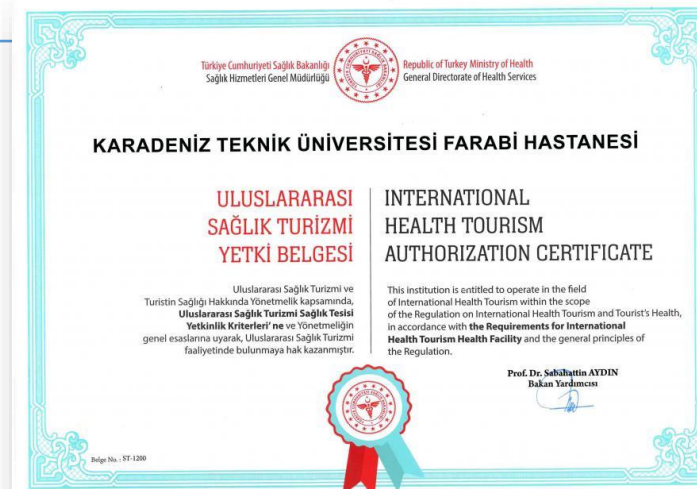 Türkiye Cumhuriyeti Sağlık Bakanlığı
Sağlık Hizmetleri Genel Müdürlüğü
Republic of Turkey Ministry of Health
General Directorate of Health Services
KARADENİZ TEKNİK ÜNİVERSİTESİ FARABİ HASTANESİ
ULUSLARARASI
SAĞLIK TURİZMİ
YETKİ BELGESİ
Uluslararası Sağlık Turizmi ve
Turistin Sağlığı Hakkında Yönetmelik kapsamında,
Uluslararası Sağlık Turizmi Sağlık Tesisi
Yetkinlik Kriterleri' ne ve Yönetmeliğin
genel esaslarına uyarak, Uluslararası Sağlık Turizmi
faaliyetinde bulunmaya hak kazanmıştır.
INTERNATIONAL
HEALTH TOURISM
AUTHORIZATION CERTIFICATE
This institution is entitled to operate in the field
of International Health Tourism within the scope
of the Regulation on International Health Tourism and Tourist's Health,
in accordance with the Requirements for International
Health Tourism Health Facility and the general principles of
the Regulation.
Prof. Dr. Sabahattin AYDIN
Bakan Yardımcısı
Belge No. : ST-1200